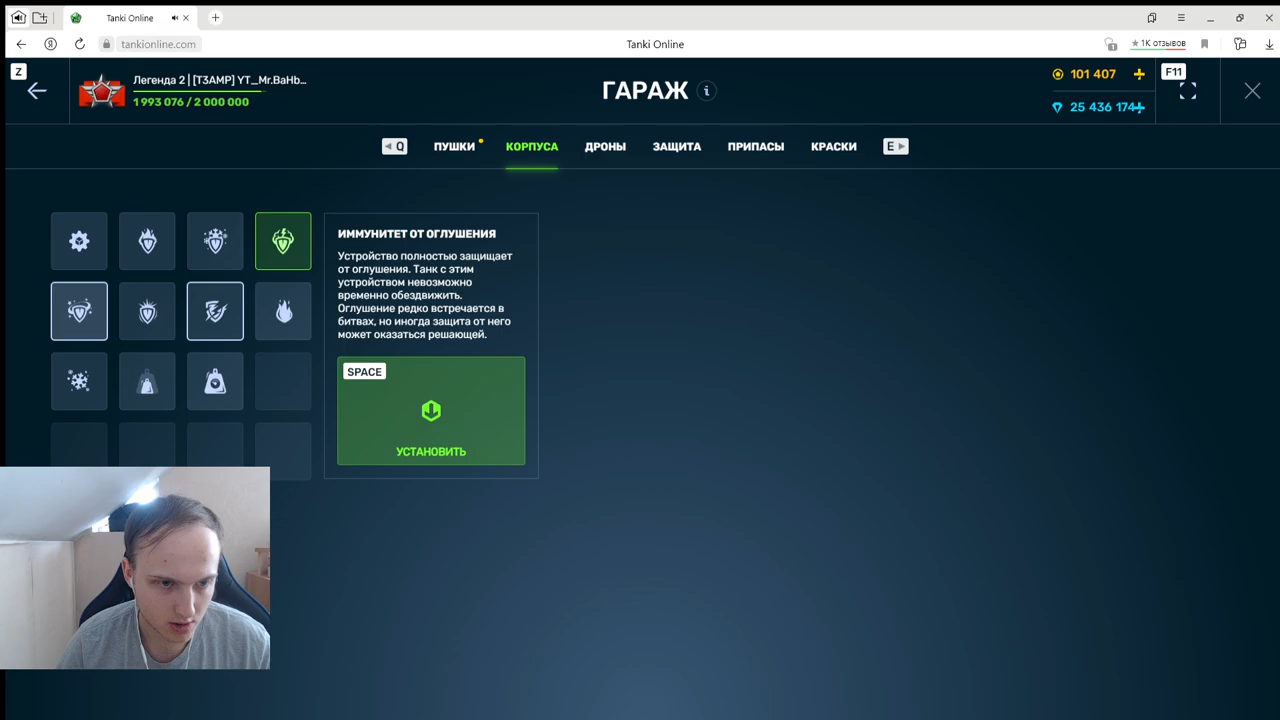 Tanki Online
tankionline.com
Tanki Online
★ 1K отзывов
Z
Легенда 2 | [T3AMP] YT_Mr.BaHb...
1 993 076 / 2 000 000
ГАРАЖ
i
101 407
25 436 174
F11
Q
ПУШКИ
КОРПУСА
ДРОНЫ
ЗАЩИТА
ПРИПАСЫ
КРАСКИ
E
ИММУНИТЕТ ОТ ОГЛУШЕНИЯ
Устройство полностью защищает
от оглушения. Танк с этим
устройством невозможно
временно обездвижить.
Оглушение редко встречается в
битвах, но иногда защита от него
может оказаться решающей.
SPACE
УСТАНОВИТЬ